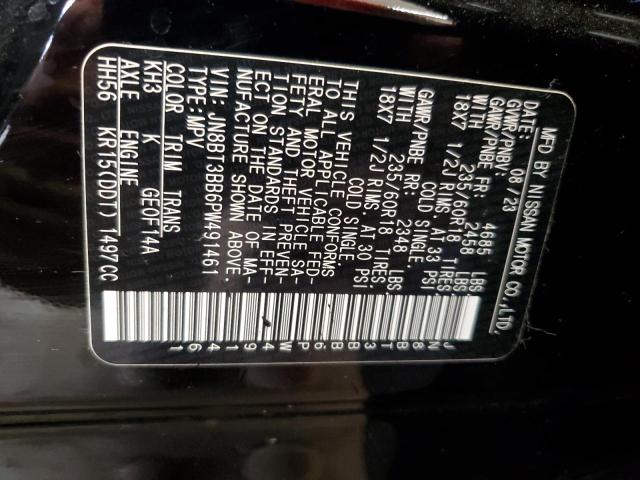 MFD BY NISSAN MOTOR CO.,LTD.
DATE: 08/23
GVWR/PNBV: 4685 LBS
GAWR/PNBE FR: 2458 LBS
WITH 235/60R18 TIRES
18X7 1/2J RIMS AT 33 PSI
COLD SINGLE.
GAWR/PNBE RR: 2348 LBS
WITH 235/60R18 TIRES
18X7 1/2J RIMS AT 30 PSI
COLD SINGLE.
THIS VEHICLE CONFORMS
TO ALL APPLICABLE FED-
ERAL MOTOR VEHICLE SA-
FETY AND THEFT PREVEN-
TION STANDARDS IN EFF-
ECT ON THE DATE OF MA-
NUFACTURE SHOWN ABOVE.
VIN: JN8BT3BB6PW491461
TYPE: MPV
COLOR TRIM TRANS
KH3 K GE0F14A
AXLE ENGINE
HH56 KR15(DDT) 1497CC
JN8BT3BB6PW491461